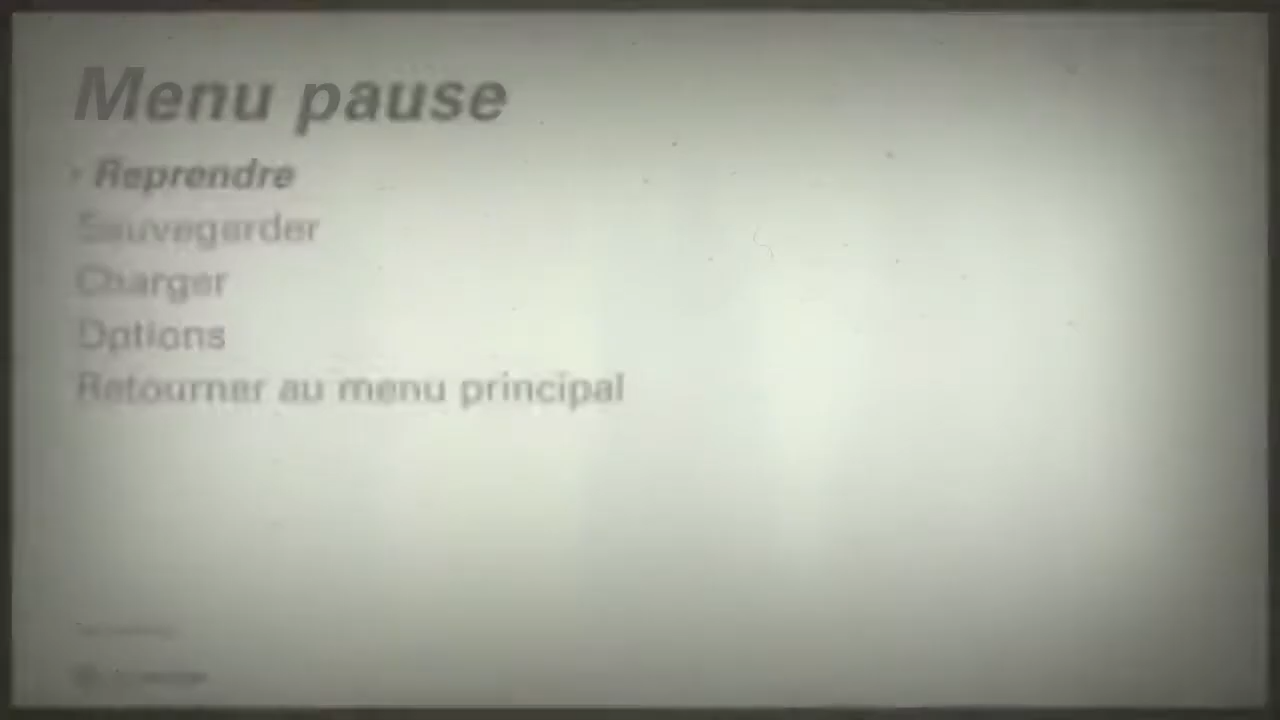 Menu pause
Reprendre
Sauvegarder
Charger
Options
Retourner au menu principal